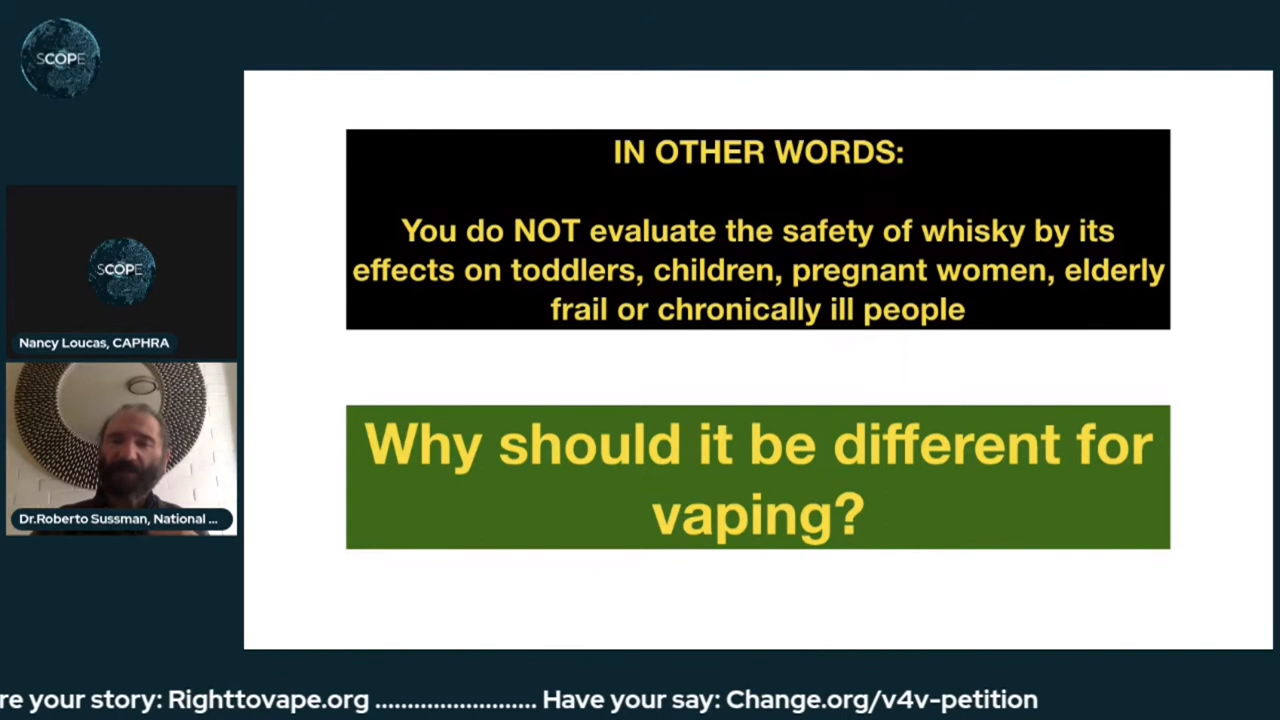 SCOPE
IN OTHER WORDS:
You do NOT evaluate the safety of whisky by its
effects on toddlers, children, pregnant women, elderly
frail or chronically ill people
Why should it be different for
vaping?
SCOPE
Nancy Loucas, CAPHRA
Dr.Roberto Sussman, National ...
re your story: Righttovape.org ......................... Have your say: Change.org/v4v-petition